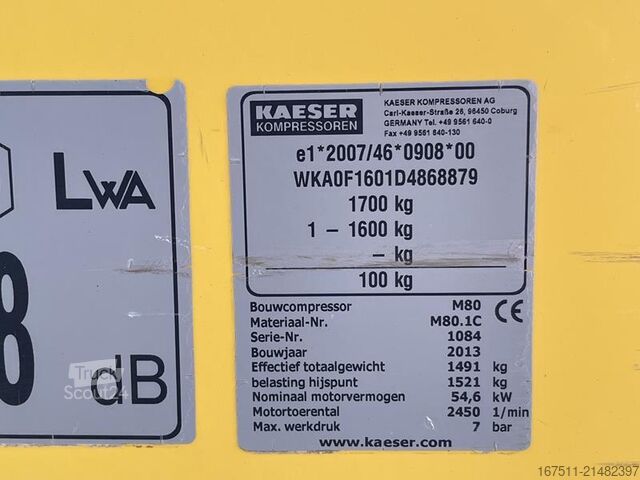 LWA
8
dB
KAESER
KOMPRESSOREN
KAESER KOMPRESSOREN AG
Carl-Kaeser-Straße 26, 96450 Coburg
GERMANY Tel. +49 9561 640-0
Fax +49 9561 640-130
e1*2007/46*0908*00
WKA0F1601D4868879
1700 kg
1 – 1600 kg
– kg
100 kg
Bouwcompressor M80 CE
Materiaal-Nr. M80.1C
Serie-Nr. 1084
Bouwjaar 2013
Effectief totaalgewicht 1491 kg
belasting hijspunt 1521 kg
Nominaal motorvermogen 54,6 kW
Motortoerental 2450 1/min
Max. werkdruk 7 bar
www.kaeser.com
Truck
Scout24
167511-21482397